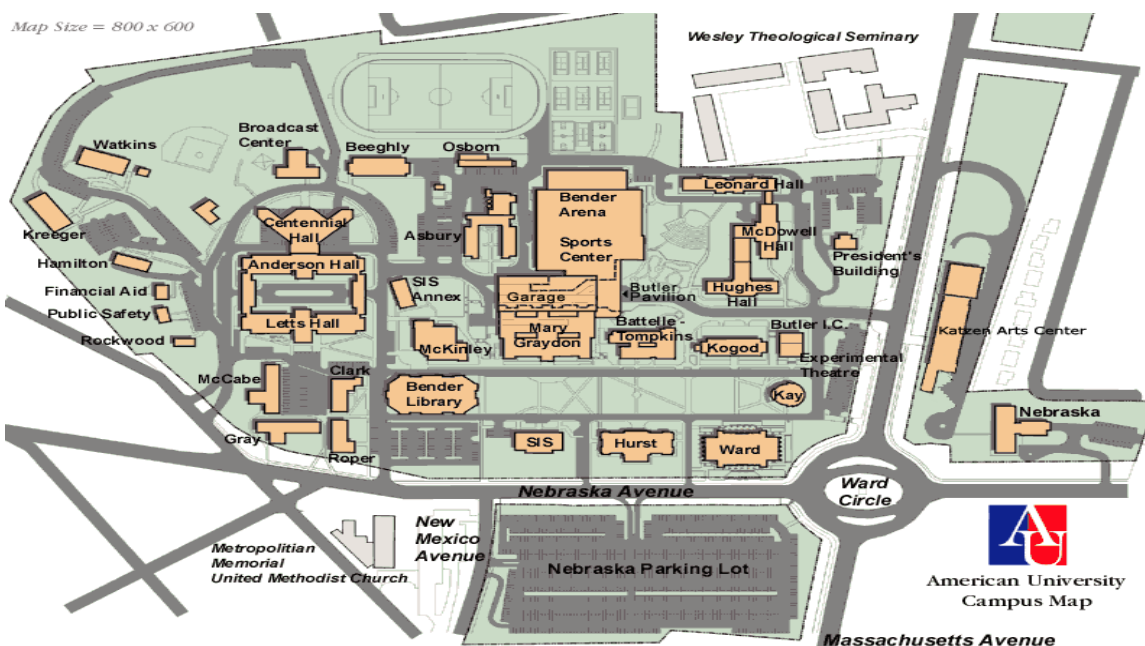 Map Size = 800 x 600
Wesley Theological Seminary
Watkins
Broadcast
Center
Beeghly
Osborn
Leonard Hall
Bender
Arena
Sports
Center
McDowell
Hall
Kreeger
Centennial
Hall
Asbury
President's
Building
Hamilton
Anderson Hall
SIS
Annex
Garage
Butler
Pavilion
Hughes
Hall
Financial Aid
Public Safety
Letts Hall
Rockwood
McKinley
Mary
Graydon
Battelle -
Tompkins
Kogod
Butler I.C.
Experimental
Theatre
Katzen Arts Center
McCabe
Clark
Bender
Library
Kay
Nebraska
Gray
Roper
SIS
Hurst
Ward
Ward
Circle
Nebraska Avenue
New
Mexico
Avenue
Metropolitian
Memorial
United Methodist Church
Nebraska Parking Lot
AU
American University
Campus Map
Massachusetts Avenue